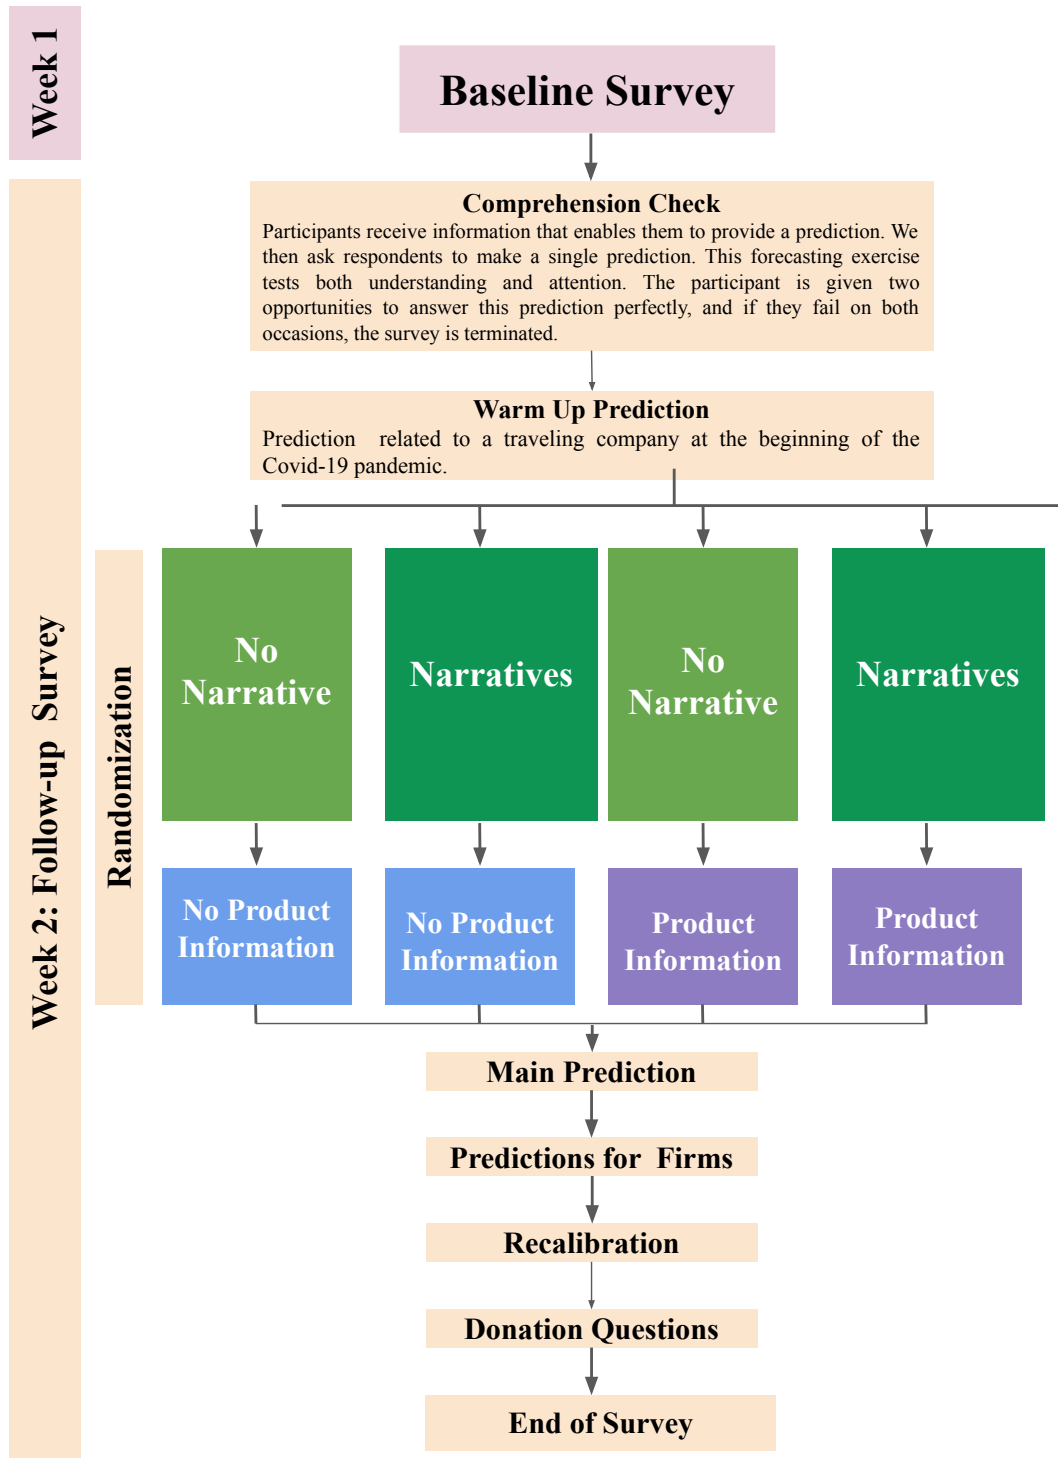 Week 1
Baseline Survey
Week 2: Follow-up Survey
Comprehension Check
Participants receive information that enables them to provide a prediction. We
then ask respondents to make a single prediction. This forecasting exercise
tests both understanding and attention. The participant is given two
opportunities to answer this prediction perfectly, and if they fail on both
occasions, the survey is terminated.
Warm Up Prediction
Prediction related to a traveling company at the beginning of the
Covid-19 pandemic.
Randomization
No
Narrative
Narratives
No
Narrative
Narratives
No Product
Information
No Product
Information
Product
Information
Product
Information
Main Prediction
Predictions for Firms
Recalibration
Donation Questions
End of Survey